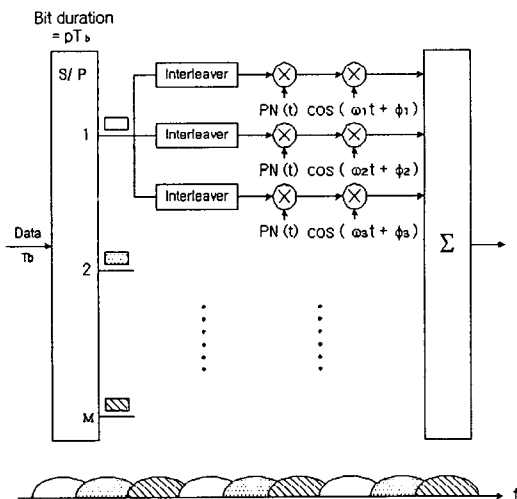 Bit duration
= pTb
S/P
Interleaver
PN(t) cos( ω1t + ϕ1)
1
Interleaver
PN(t) cos( ω2t + ϕ2)
Interleaver
PN(t) cos( ω3t + ϕ3)
Data
Tb
Σ
2
M
f